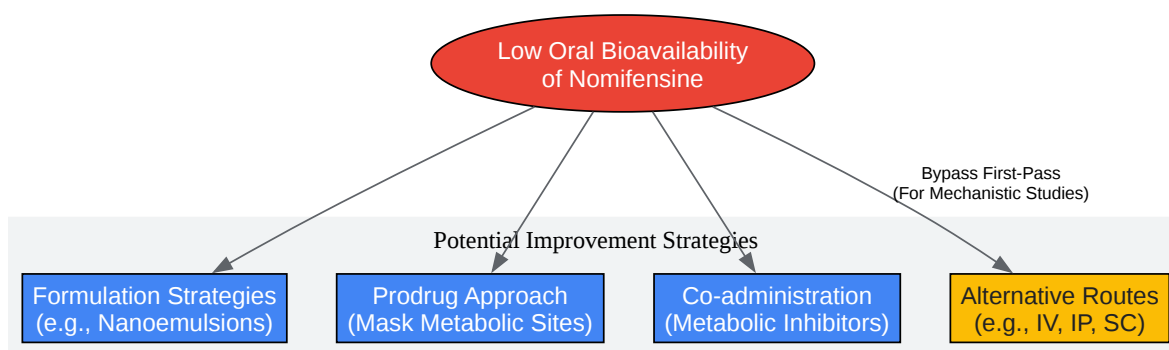 Low Oral Bioavailability
of Nomifensine
Bypass First-Pass
(For Mechanistic Studies)
Potential Improvement Strategies
Formulation Strategies
(e.g., Nanoemulsions)
Prodrug Approach
(Mask Metabolic Sites)
Co-administration
(Metabolic Inhibitors)
Alternative Routes
(e.g., IV, IP, SC)